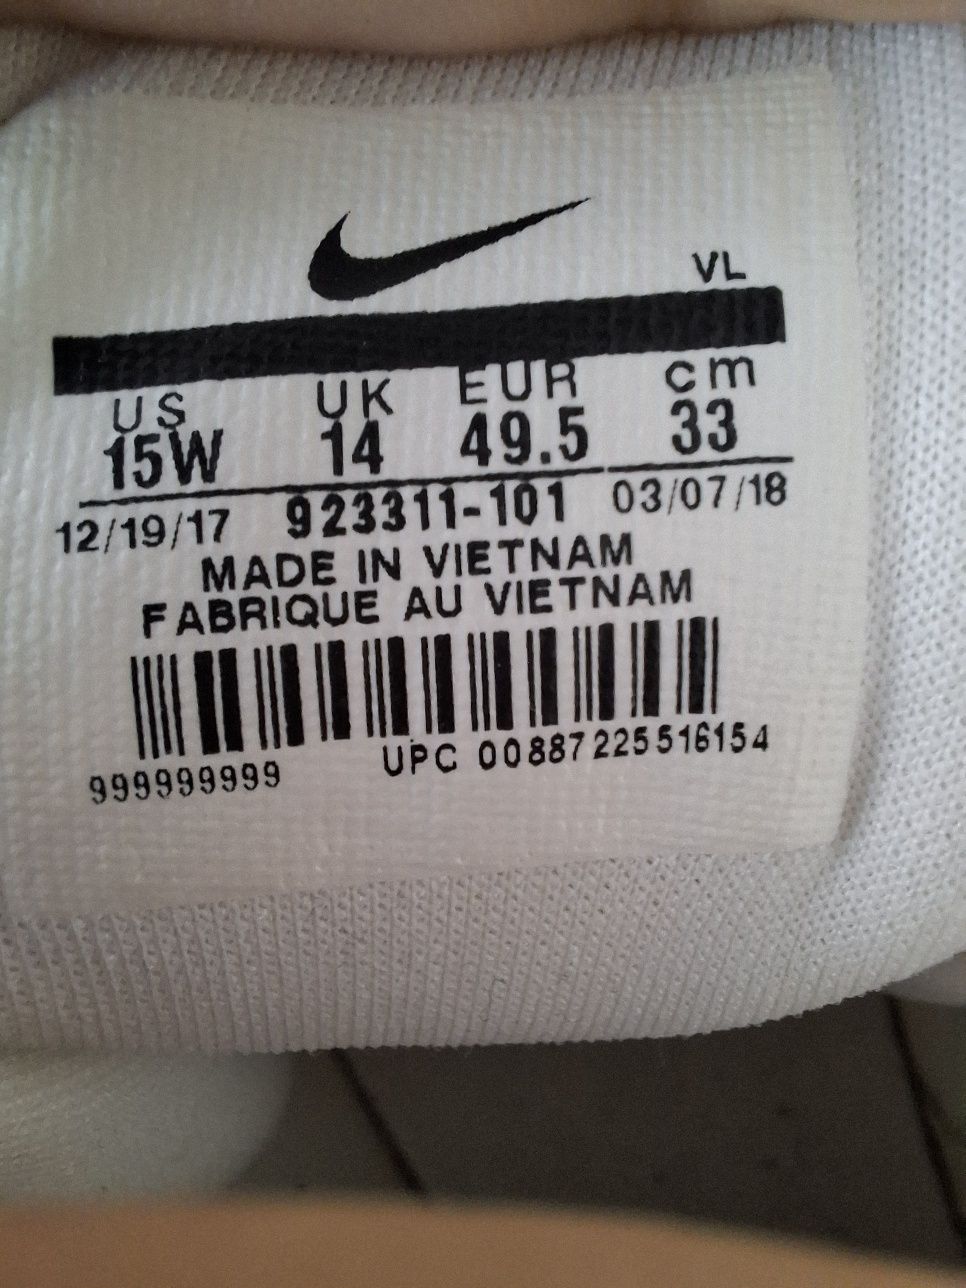 VL
US UK EUR cm
15W 14 49.5 33
12/19/17 923311-101 03/07/18
MADE IN VIETNAM
FABRIQUE AU VIETNAM
999999999 UPC 00887225516154